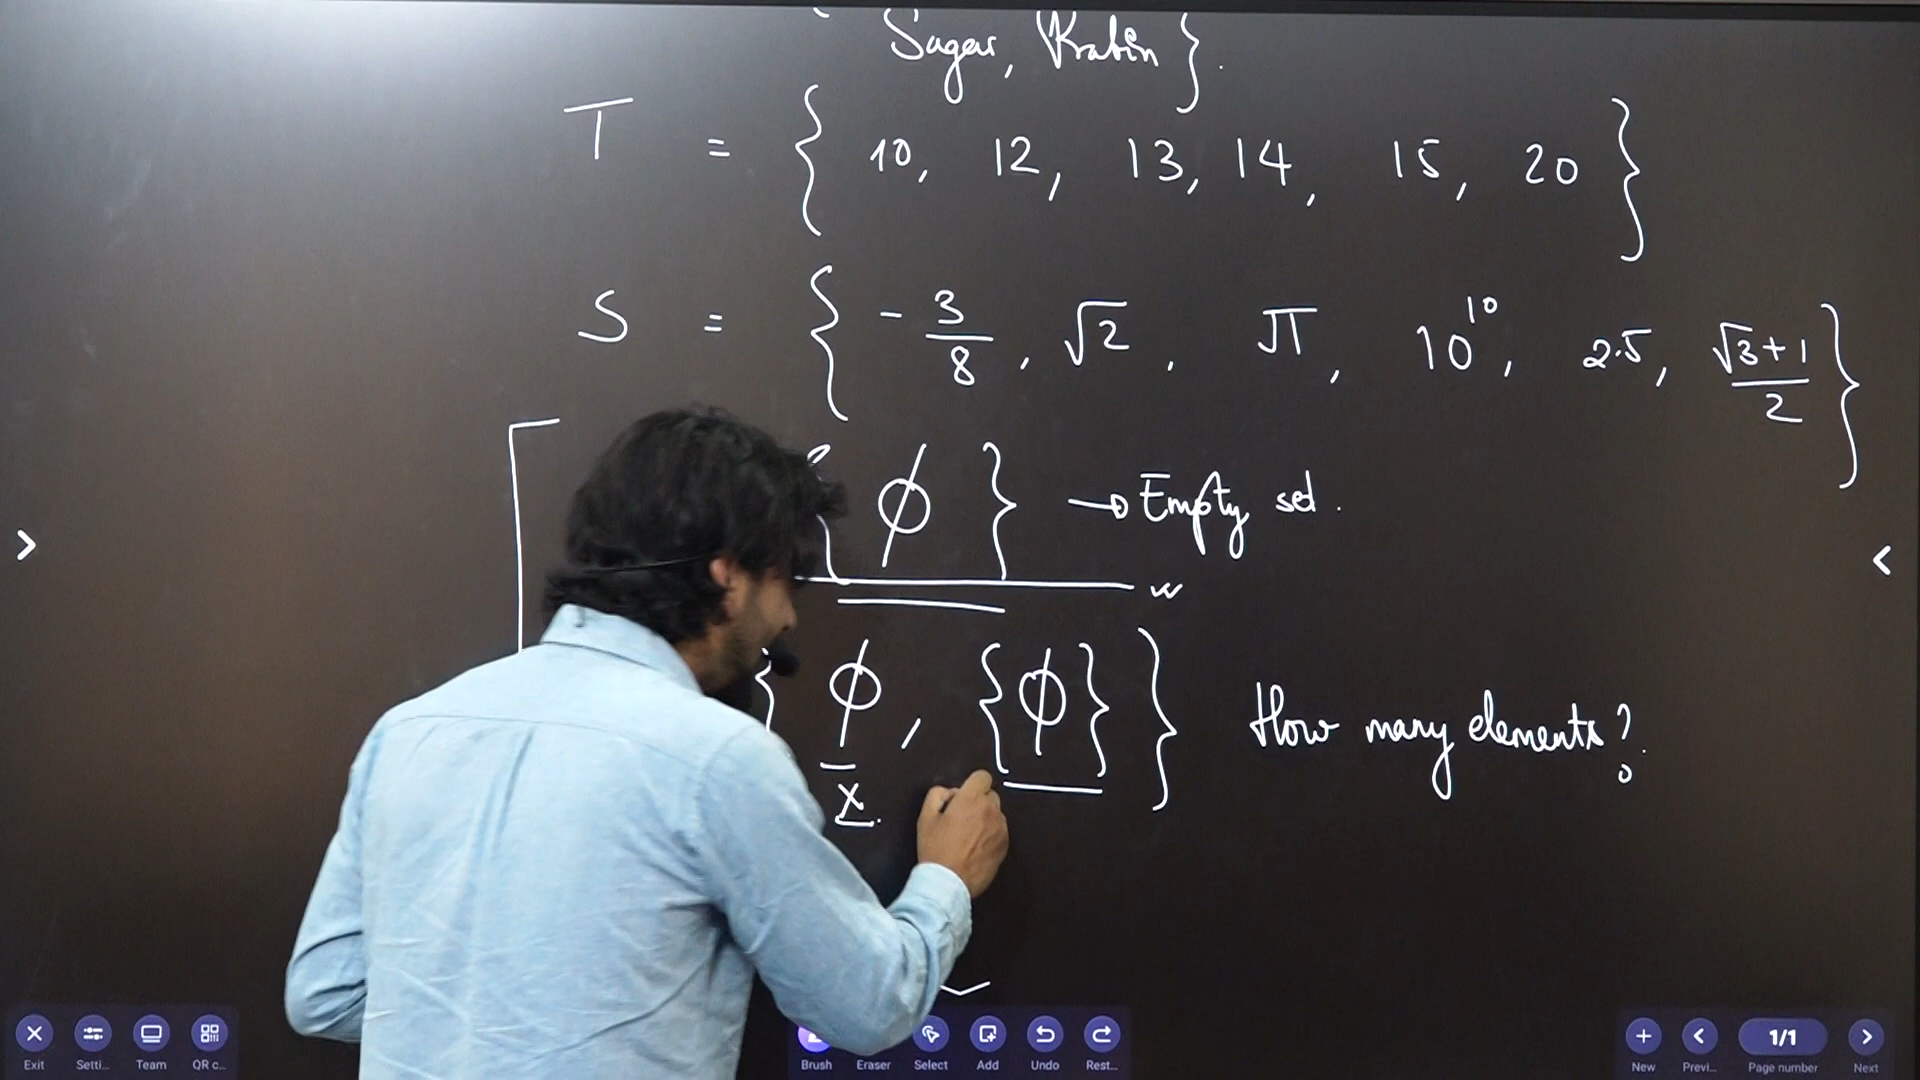 Sagar, Prabin}.
T = { 10, 12, 13, 14, 15, 20 }
S = { -3/8, √2, π, 10^10, 2.5, (√3+1)/2 }
{ ϕ } → Empty set.
{ ϕ, {ϕ} } How many elements?
x.
Exit Setti... Team QR c... Brush Eraser Select Add Undo Rest... New Previ... 1/1 Page number Next